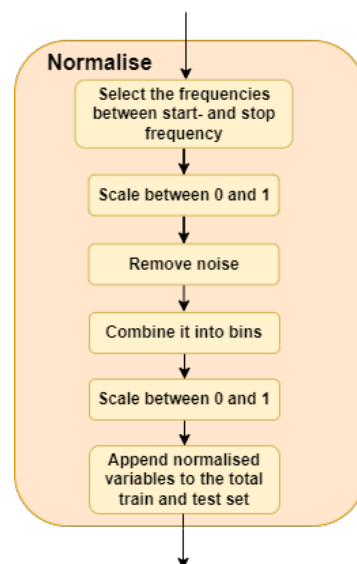 Normalise
Select the frequencies
between start- and stop
frequency
Scale between 0 and 1
Remove noise
Combine it into bins
Scale between 0 and 1
Append normalised
variables to the total
train and test set